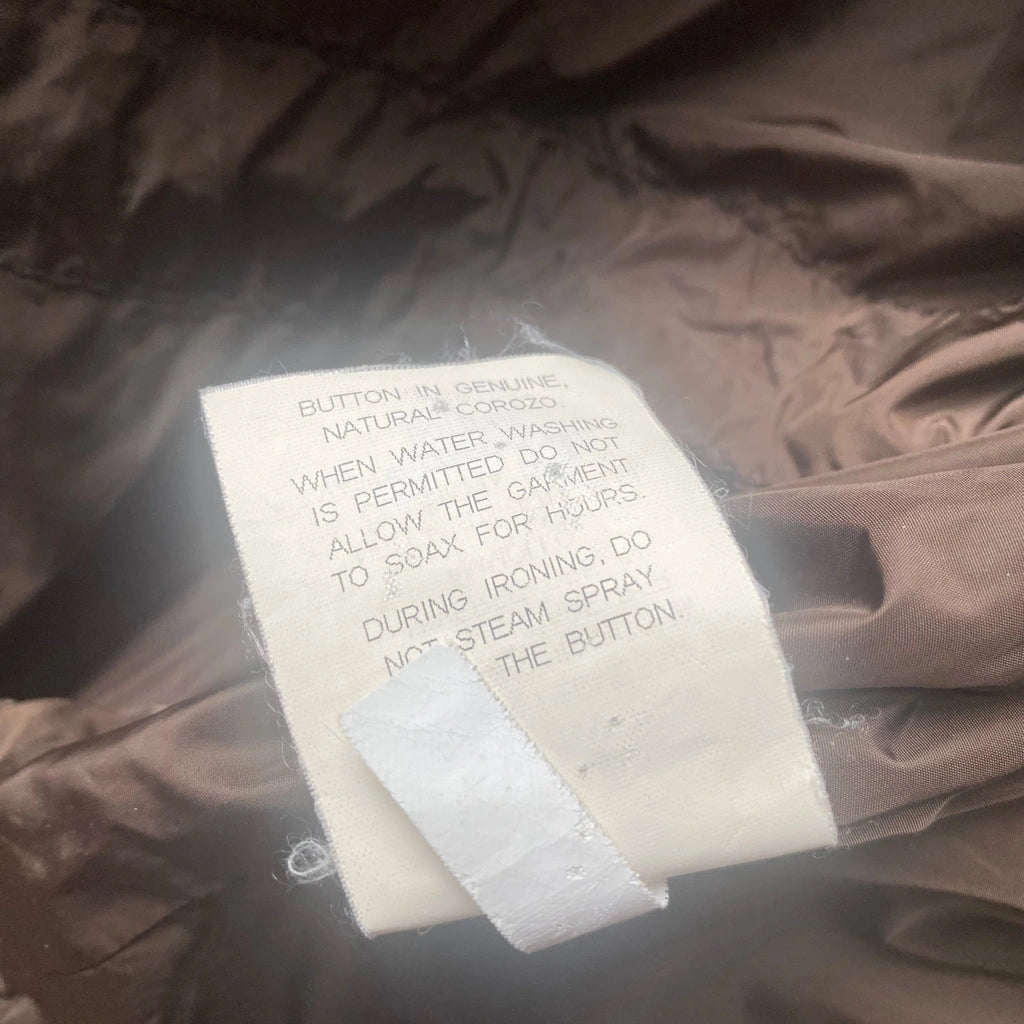 BUTTON IN GENUINE,
NATURAL COROZO.
WHEN WATER WASHING
IS PERMITTED DO NOT
ALLOW THE GARMENT
TO SOAX FOR HOURS.
DURING IRONING, DO
NOT STEAM SPRAY
THE BUTTON.